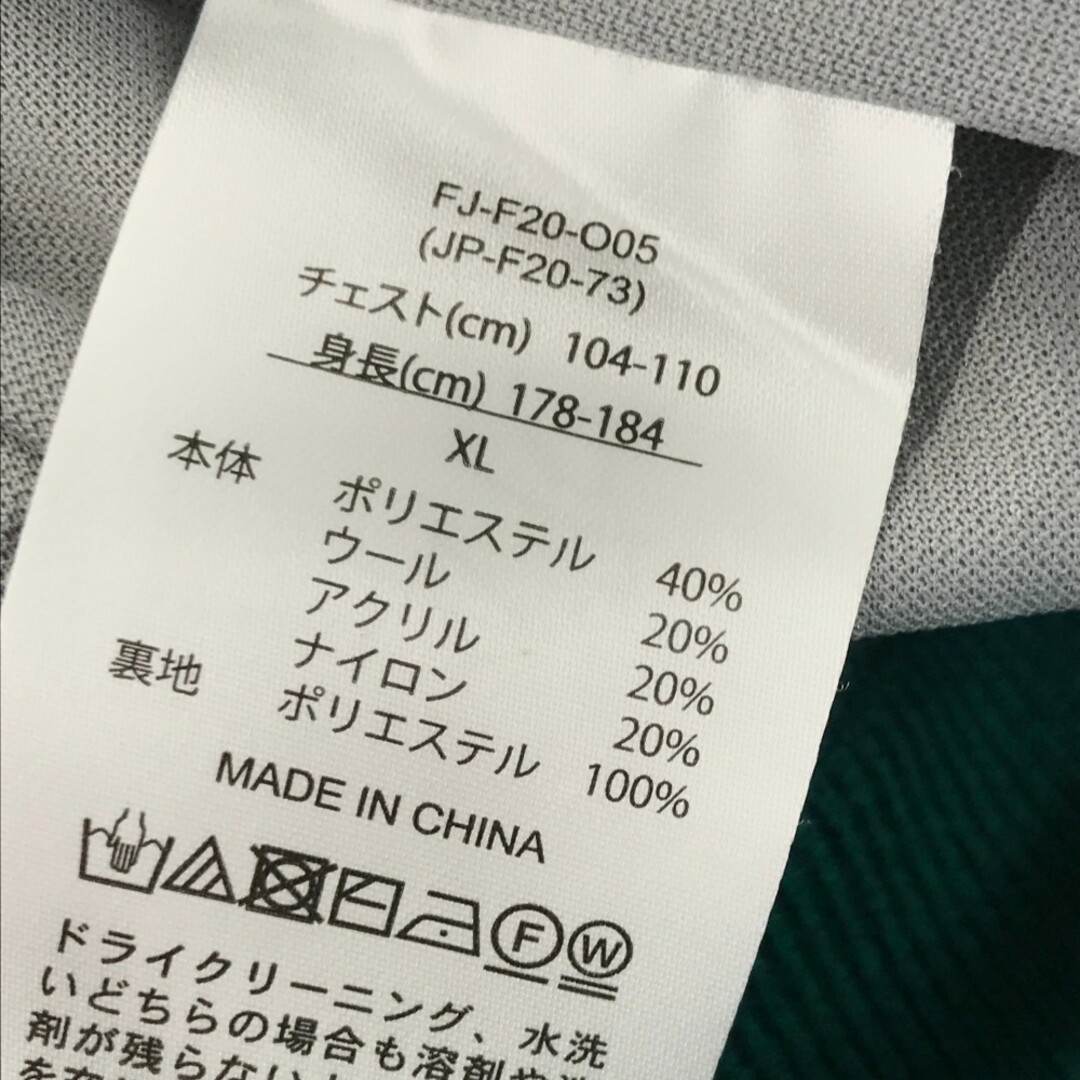 FJ-F20-O05
(JP-F20-73)
チェスト(cm) 104-110
身長(cm) 178-184
XL
本体 ポリエステル 40%
ウール 20%
アクリル 20%
ナイロン 20%
裏地 ポリエステル 100%
MADE IN CHINA
F W
ドライクリーニング、水洗
いどちらの場合も溶剤や洗
剤が残らない